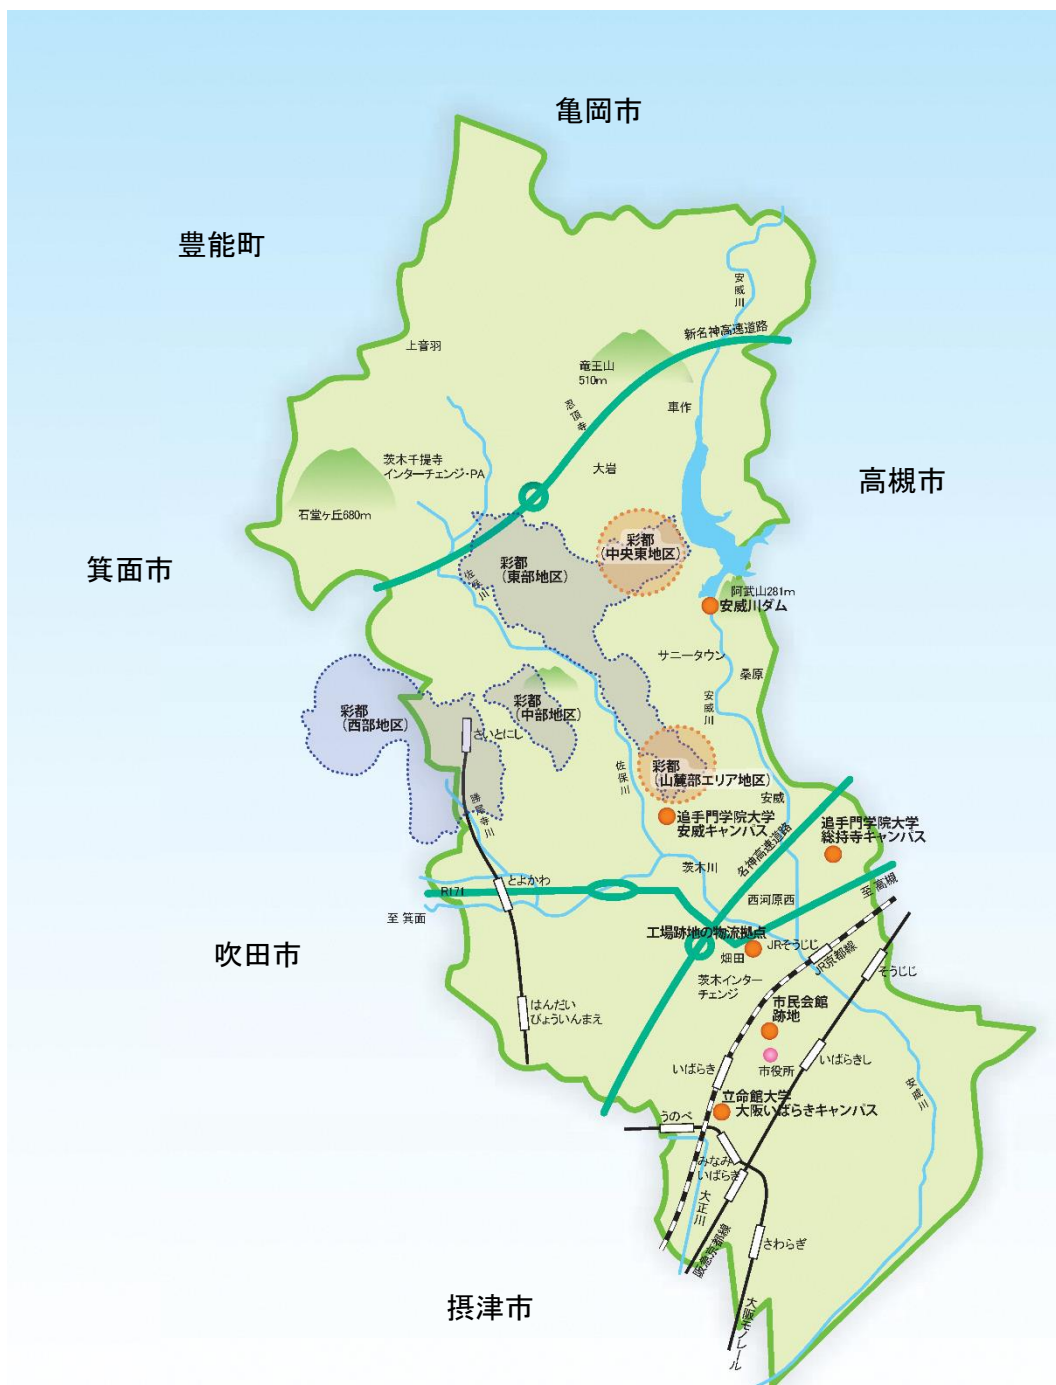 亀岡市
豊能町
安威川
新名神高速道路
上音羽
竜王山
510m
忍頂寺
車作
茨木千提寺
インターチェンジ・PA
大岩
高槻市
石堂ヶ丘680m
彩都
(中央東地区)
彩都
(東部地区)
箕面市
佐保川
阿武山281m
安威川ダム
サニータウン
桑原
彩都
(西部地区)
彩都
(中部地区)
安威川
さいとにし
佐保川
彩都
(山麓部エリア地区)
安威
勝尾寺川
追手門学院大学
安威キャンパス
追手門学院大学
総持寺キャンパス
名神高速道路
茨木川
とよかわ
R171
至 高槻
西河原西
至 箕面
工場跡地の物流拠点
JRそうじじ
吹田市
畑田
JR京都線
そうじじ
茨木インター
チェンジ
はんだい
びょういんまえ
市民会館
跡地
いばらき
市役所
いばらきし
安威川
立命館大学
大阪いばらきキャンパス
うのべ
みなみ
いばらき
大正川
阪急京都線
さわらぎ
摂津市
大阪モノレール